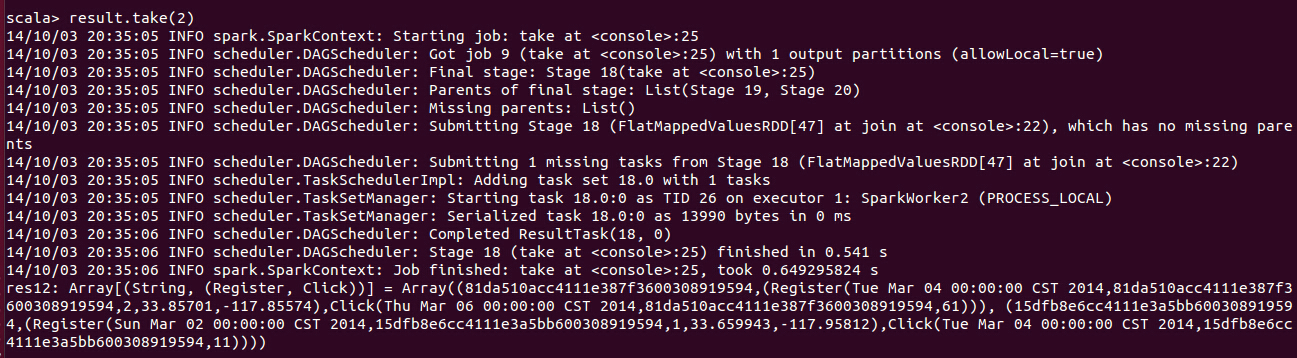 scala> result.take(2)
14/10/03 20:35:05 INFO spark.SparkContext: Starting job: take at <console>:25
14/10/03 20:35:05 INFO scheduler.DAGScheduler: Got job 9 (take at <console>:25) with 1 output partitions (allowLocal=true)
14/10/03 20:35:05 INFO scheduler.DAGScheduler: Final stage: Stage 18(take at <console>:25)
14/10/03 20:35:05 INFO scheduler.DAGScheduler: Parents of final stage: List(Stage 19, Stage 20)
14/10/03 20:35:05 INFO scheduler.DAGScheduler: Missing parents: List()
14/10/03 20:35:05 INFO scheduler.DAGScheduler: Submitting Stage 18 (FlatMappedValuesRDD[47] at join at <console>:22), which has no missing pare
nts
14/10/03 20:35:05 INFO scheduler.DAGScheduler: Submitting 1 missing tasks from Stage 18 (FlatMappedValuesRDD[47] at join at <console>:22)
14/10/03 20:35:05 INFO scheduler.TaskSchedulerImpl: Adding task set 18.0 with 1 tasks
14/10/03 20:35:05 INFO scheduler.TaskSetManager: Starting task 18.0:0 as TID 26 on executor 1: SparkWorker2 (PROCESS_LOCAL)
14/10/03 20:35:05 INFO scheduler.TaskSetManager: Serialized task 18.0:0 as 13990 bytes in 0 ms
14/10/03 20:35:06 INFO scheduler.DAGScheduler: Completed ResultTask(18, 0)
14/10/03 20:35:06 INFO scheduler.DAGScheduler: Stage 18 (take at <console>:25) finished in 0.541 s
14/10/03 20:35:06 INFO spark.SparkContext: Job finished: take at <console>:25, took 0.649295824 s
res12: Array[(String, (Register, Click))] = Array((81da510acc4111e387f3600308919594,(Register(Tue Mar 04 00:00:00 CST 2014,81da510acc4111e387f3
600308919594,2,33.85701,-117.85574),Click(Thu Mar 06 00:00:00 CST 2014,81da510acc4111e387f3600308919594,61))), (15dfb8e6cc4111e3a5bb60030891959
4,(Register(Sun Mar 02 00:00:00 CST 2014,15dfb8e6cc4111e3a5bb600308919594,1,33.659943,-117.95812),Click(Tue Mar 04 00:00:00 CST 2014,15dfb8e6cc
4111e3a5bb600308919594,11))))